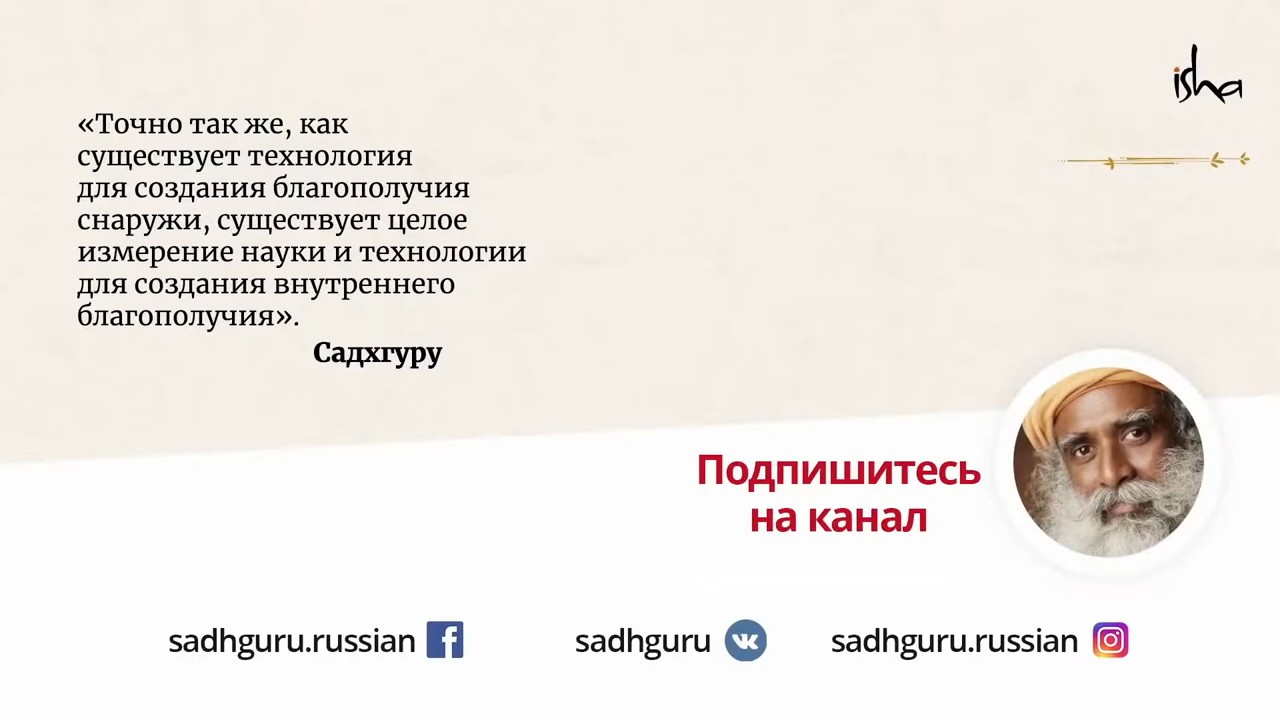 isha
«Точно так же, как
существует технология
для создания благополучия
снаружи, существует целое
измерение науки и технологии
для создания внутреннего
благополучия».
Садхгуру
Подпишитесь
на канал
sadhguru.russian
sadhguru
sadhguru.russian